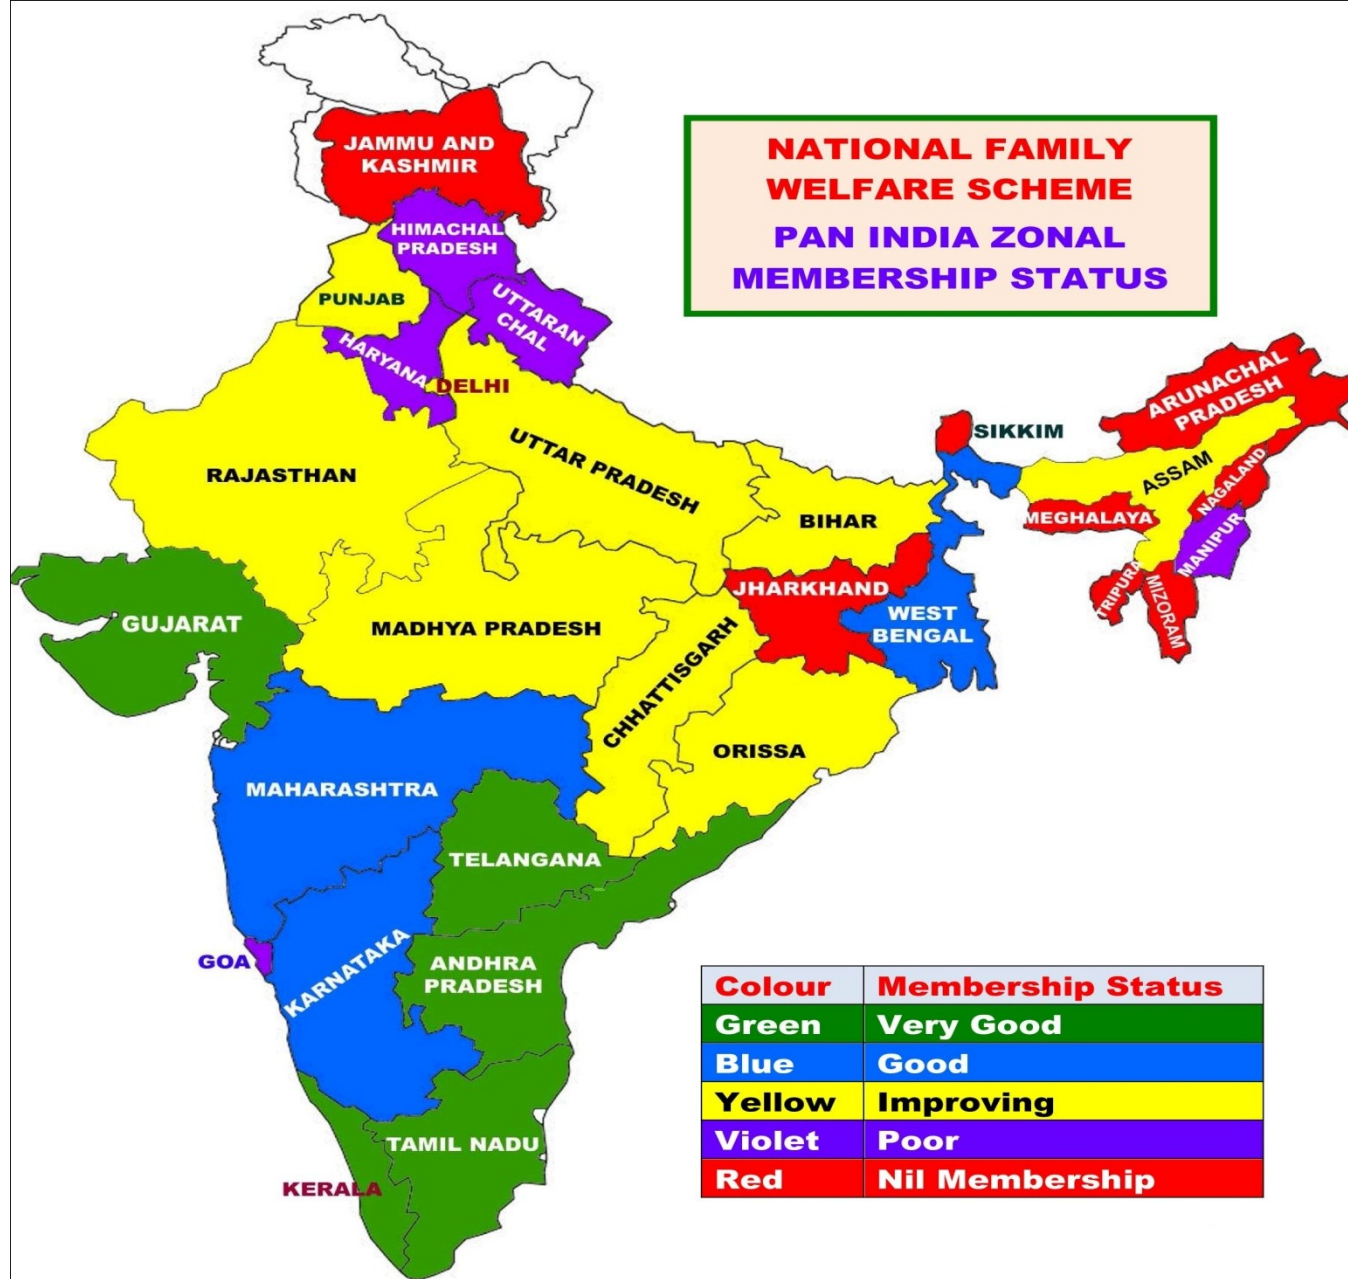 NATIONAL FAMILY
WELFARE SCHEME
PAN INDIA ZONAL
MEMBERSHIP STATUS
JAMMU AND
KASHMIR
HIMACHAL
PRADESH
PUNJAB
UTTARAN
CHAL
HARYANA
DELHI
RAJASTHAN
UTTAR PRADESH
BIHAR
SIKKIM
ARUNACHAL
PRADESH
ASSAM
NAGALAND
MEGHALAYA
MANIPUR
TRIPURA
MIZORAM
JHARKHAND
WEST
BENGAL
GUJARAT
MADHYA PRADESH
CHHATTISGARH
ORISSA
MAHARASHTRA
TELANGANA
GOA
KARNATAKA
ANDHRA
PRADESH
TAMIL NADU
KERALA
Colour Membership Status
Green Very Good
Blue Good
Yellow Improving
Violet Poor
Red Nil Membership